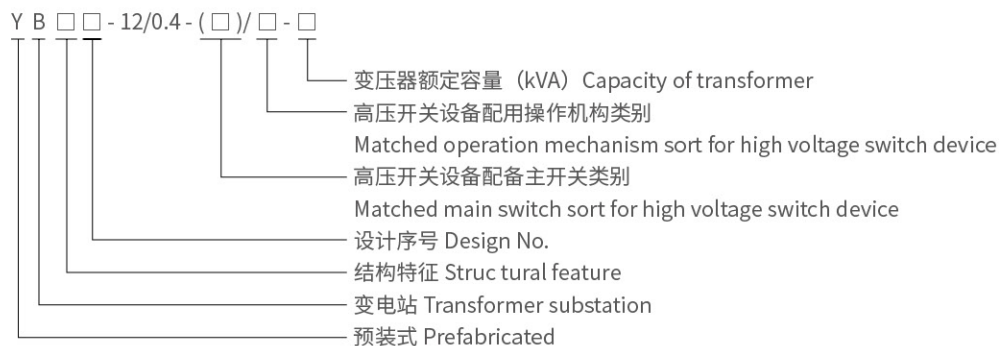 Y B □ □ - 12/0.4 - ( □ )/ □ - □
变压器额定容量（kVA）Capacity of transformer
高压开关设备配用操作机构类别
Matched operation mechanism sort for high voltage switch device
高压开关设备配备主开关类别
Matched main switch sort for high voltage switch device
设计序号 Design No.
结构特征 Struc tural feature
变电站 Transformer substation
预装式 Prefabricated